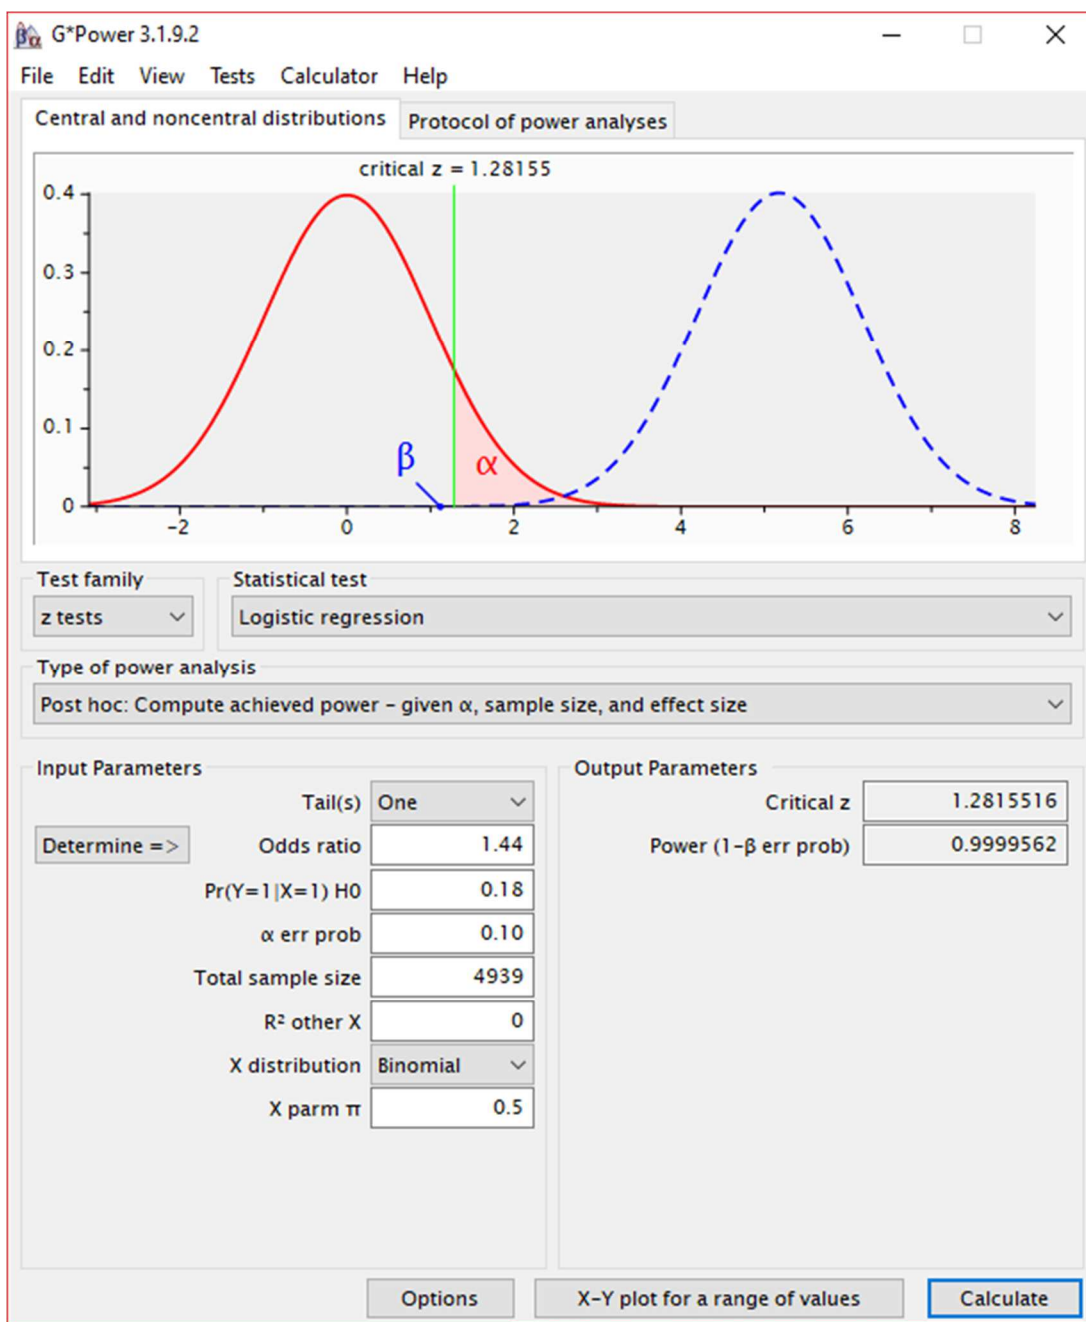 G*Power 3.1.9.2
File Edit View Tests Calculator Help
Central and noncentral distributions Protocol of power analyses
critical z = 1.28155
0.4
0.3
0.2
0.1
0
β
α
-2 0 2 4 6 8
Test family Statistical test
z tests Logistic regression
Type of power analysis
Post hoc: Compute achieved power – given α, sample size, and effect size
Input Parameters Output Parameters
Tail(s) One Critical z 1.2815516
Determine => Odds ratio 1.44 Power (1-β err prob) 0.9999562
Pr(Y=1|X=1) H0 0.18
α err prob 0.10
Total sample size 4939
R² other X 0
X distribution Binomial
X parm π 0.5
Options X-Y plot for a range of values Calculate